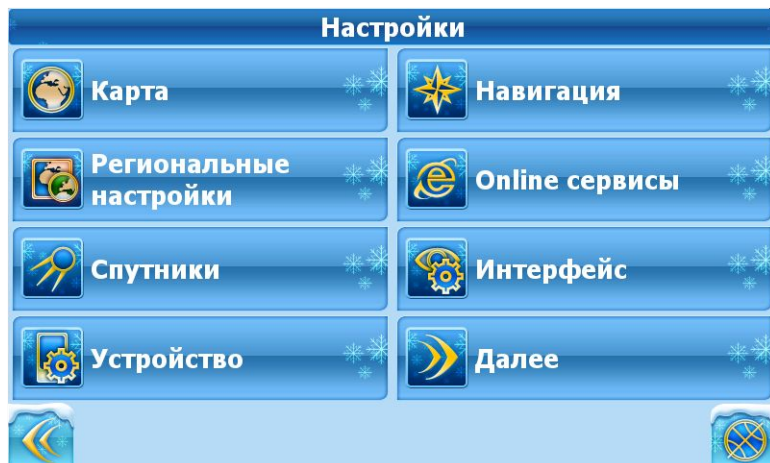 Настройки
Карта
Навигация
Региональные
настройки
Online сервисы
Спутники
Интерфейс
Устройство
Далее